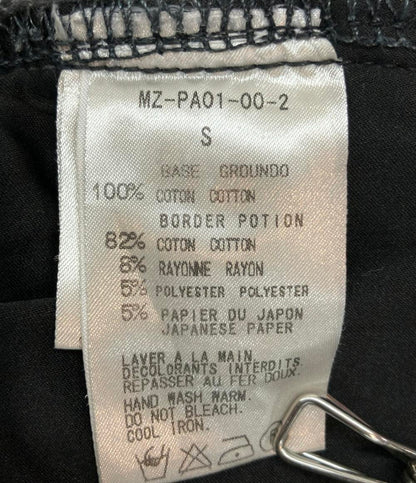 MZ-PA01-00-2
S
BASE GROUNDO
100% COTON COTTON
BORDER POTION
82% COTON COTTON
8% RAYONNE RAYON
5% POLYESTER POLYESTER
5% PAPIER DU JAPON
JAPANESE PAPER
LAVER A LA MAIN
DECOLORANTS INTERDITS
REPASSER AU FER DOUX.
HAND WASH WARM.
DO NOT BLEACH.
COOL IRON.